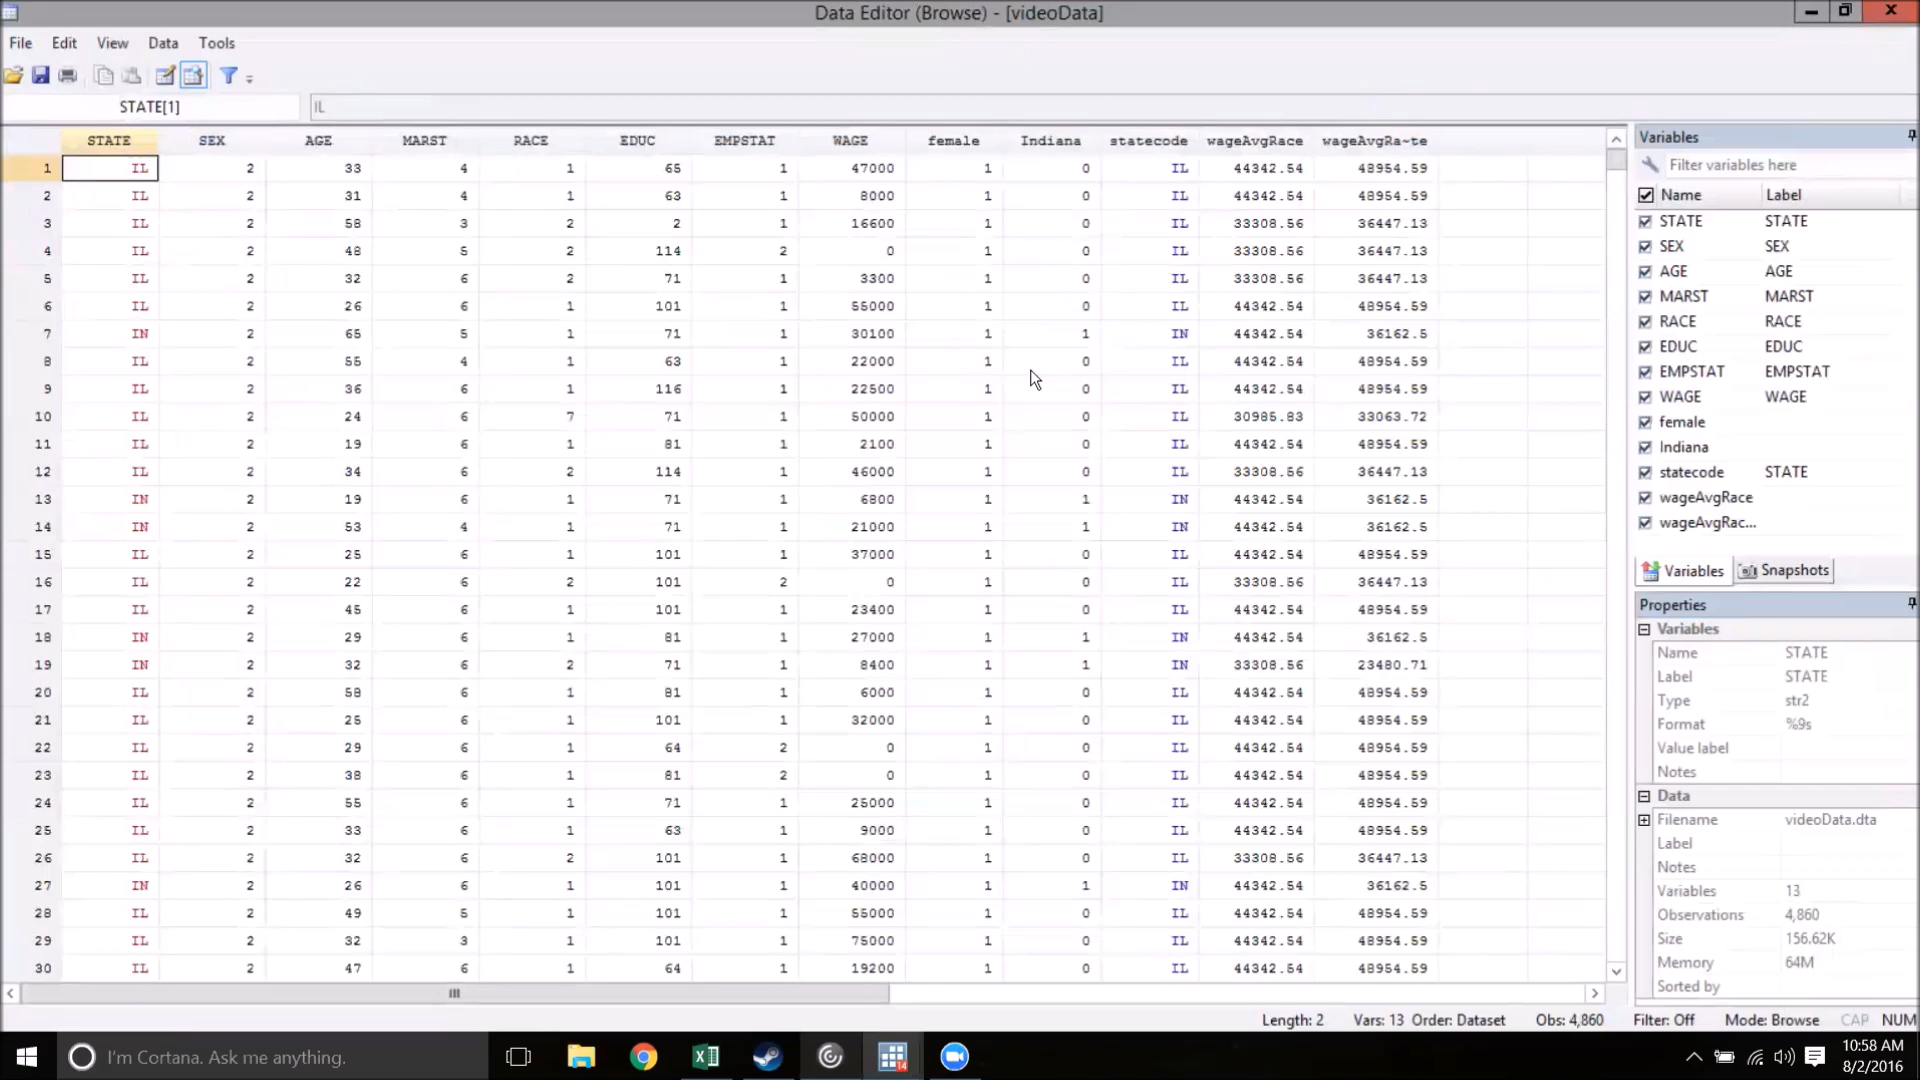 Data Editor (Browse) - [videoData]
File Edit View Data Tools
STATE[1] IL
STATE SEX AGE MARST RACE EDUC EMPSTAT WAGE female Indiana statecode wageAvgRace wageAvgRa~te
1 IL 2 33 4 1 65 1 47000 1 0 IL 44342.54 48954.59
2 IL 2 31 4 1 63 1 8000 1 0 IL 44342.54 48954.59
3 IL 2 58 3 2 2 1 16600 1 0 IL 33308.56 36447.13
4 IL 2 48 5 2 114 2 0 1 0 IL 33308.56 36447.13
5 IL 2 32 6 2 71 1 3300 1 0 IL 33308.56 36447.13
6 IL 2 26 6 1 101 1 55000 1 0 IL 44342.54 48954.59
7 IN 2 65 5 1 71 1 30100 1 1 IN 44342.54 36162.5
8 IL 2 55 4 1 63 1 22000 1 0 IL 44342.54 48954.59
9 IL 2 36 6 1 116 1 22500 1 0 IL 44342.54 48954.59
10 IL 2 24 6 7 71 1 50000 1 0 IL 30985.83 33063.72
11 IL 2 19 6 1 81 1 2100 1 0 IL 44342.54 48954.59
12 IL 2 34 6 2 114 1 46000 1 0 IL 33308.56 36447.13
13 IN 2 19 6 1 71 1 6800 1 1 IN 44342.54 36162.5
14 IN 2 53 4 1 71 1 21000 1 1 IN 44342.54 36162.5
15 IL 2 25 6 1 101 1 37000 1 0 IL 44342.54 48954.59
16 IL 2 22 6 2 101 2 0 1 0 IL 33308.56 36447.13
17 IL 2 45 6 1 101 1 23400 1 0 IL 44342.54 48954.59
18 IN 2 29 6 1 81 1 27000 1 1 IN 44342.54 36162.5
19 IN 2 32 6 2 71 1 8400 1 1 IN 33308.56 23480.71
20 IL 2 58 6 1 81 1 6000 1 0 IL 44342.54 48954.59
21 IL 2 25 6 1 101 1 32000 1 0 IL 44342.54 48954.59
22 IL 2 29 6 1 64 2 0 1 0 IL 44342.54 48954.59
23 IL 2 38 6 1 81 2 0 1 0 IL 44342.54 48954.59
24 IL 2 55 6 1 71 1 25000 1 0 IL 44342.54 48954.59
25 IL 2 33 6 1 63 1 9000 1 0 IL 44342.54 48954.59
26 IL 2 32 6 2 101 1 68000 1 0 IL 33308.56 36447.13
27 IN 2 26 6 1 101 1 40000 1 1 IN 44342.54 36162.5
28 IL 2 49 5 1 101 1 55000 1 0 IL 44342.54 48954.59
29 IL 2 32 3 1 101 1 75000 1 0 IL 44342.54 48954.59
30 IL 2 47 6 1 64 1 19200 1 0 IL 44342.54 48954.59
Variables
Filter variables here
Name Label
STATE STATE
SEX SEX
AGE AGE
MARST MARST
RACE RACE
EDUC EDUC
EMPSTAT EMPSTAT
WAGE WAGE
female
Indiana
statecode STATE
wageAvgRace
wageAvgRac...
Variables Snapshots
Properties
Variables
Name STATE
Label STATE
Type str2
Format %9s
Value label
Notes
Data
Filename videoData.dta
Label
Notes
Variables 13
Observations 4,860
Size 156.62K
Memory 64M
Sorted by
Length: 2 Vars: 13 Order: Dataset Obs: 4,860 Filter: Off Mode: Browse CAP NUM
I'm Cortana. Ask me anything.
14
10:58 AM
8/2/2016